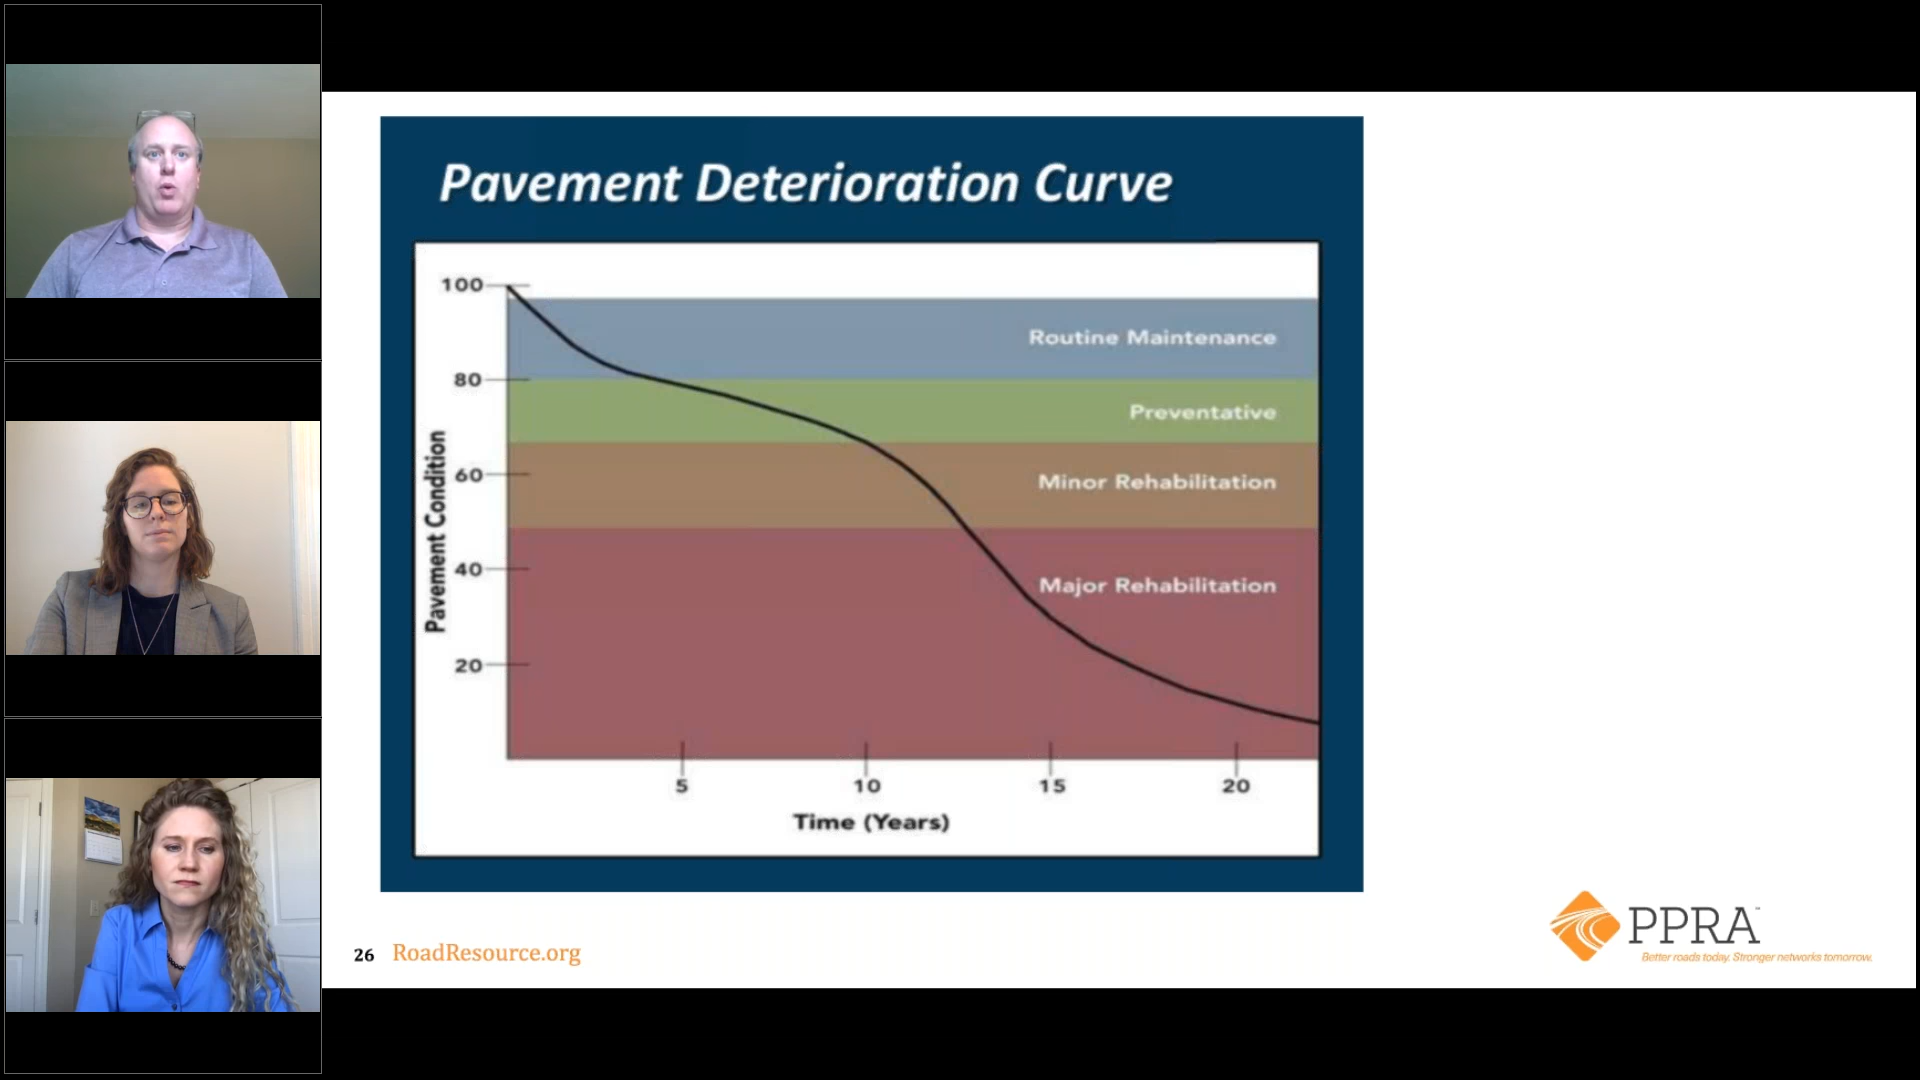 Pavement Deterioration Curve
100
80
60
40
20
Pavement Condition
Routine Maintenance
Preventative
Minor Rehabilitation
Major Rehabilitation
5 10 15 20
Time (Years)
26 RoadResource.org
PPRA
Better roads today. Stronger networks tomorrow.